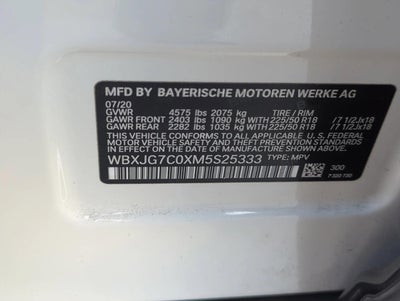 MFD BY BAYERISCHE MOTOREN WERKE AG
07/20
GVWR 4575 lbs 2075 kg TIRE / RIM
GAWR FRONT 2403 lbs 1090 kg WITH 225/50 R18 /7 1/2Jx18
GAWR REAR 2282 lbs 1035 kg WITH 225/50 R18 /7 1/2Jx18
THIS VEHICLE CONFORMS TO ALL APPLICABLE U.S. FEDERAL
MOTOR VEHICLE SAFETY, BUMPER, AND THEFT PREVENTION
STANDARDS IN EFFECT ON THE DATE OF MANUFACTURE SHOWN ABOVE.
WBXJG7C0XM5S25333 TYPE: MPV
300